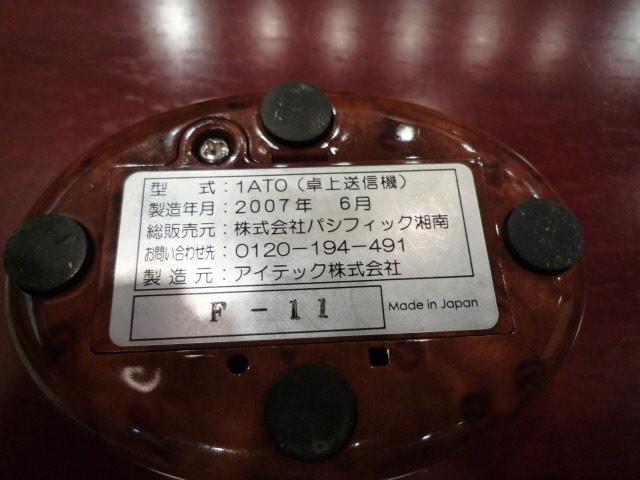 型 式：1AT0（卓上送信機）
製造年月：2007年 6月
総販売元：株式会社パシフィック湘南
お問い合わせ先：0120-194-491
製造元：アイテック株式会社
F - 11
Made in Japan